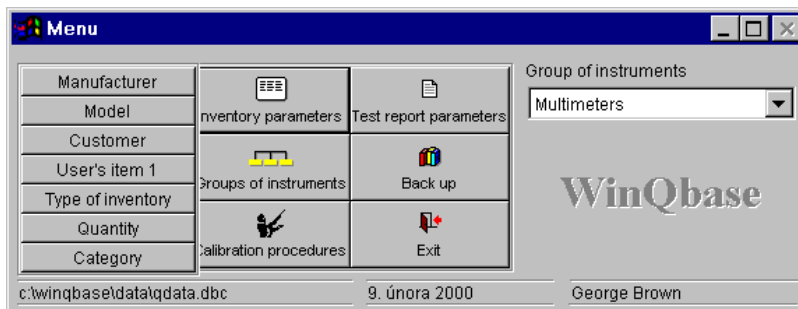 Menu
Manufacturer
Model
Customer
User's item 1
Type of inventory
Quantity
Category
nventory parameters
Test report parameters
Groups of instruments
Back up
Calibration procedures
Exit
Group of instruments
Multimeters
WinQbase
c:\winqbase\data\qdata.dbc
9. února 2000
George Brown